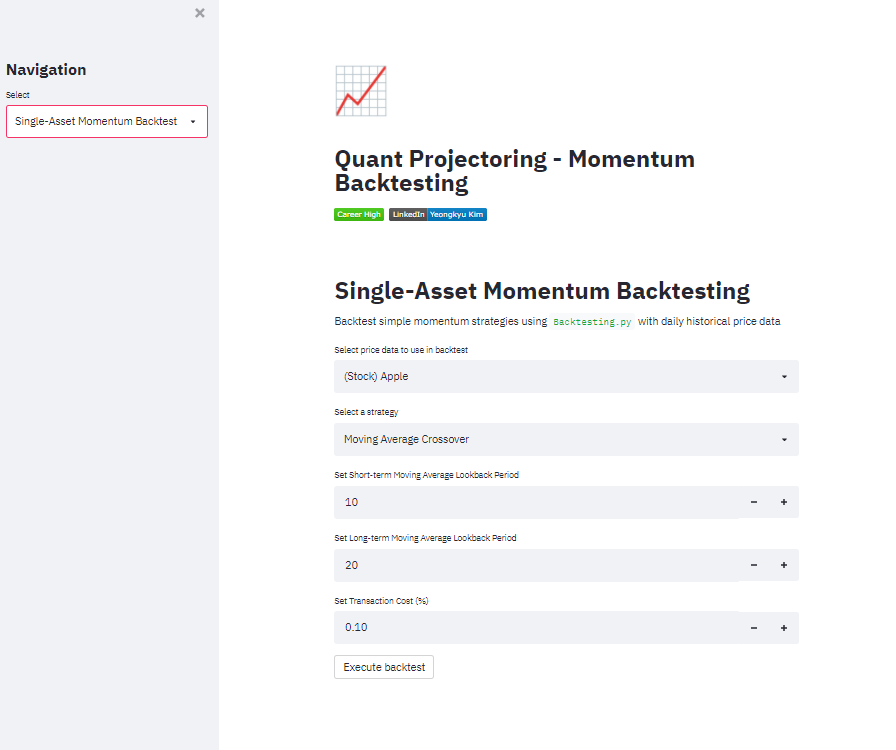 Navigation
Select
Single-Asset Momentum Backtest
Quant Projectoring - Momentum
Backtesting
Career High LinkedIn Yeongkyu Kim
Single-Asset Momentum Backtesting
Backtest simple momentum strategies using Backtesting.py with daily historical price data
Select price data to use in backtest
(Stock) Apple
Select a strategy
Moving Average Crossover
Set Short-term Moving Average Lookback Period
10
Set Long-term Moving Average Lookback Period
20
Set Transaction Cost (%)
0.10
Execute backtest